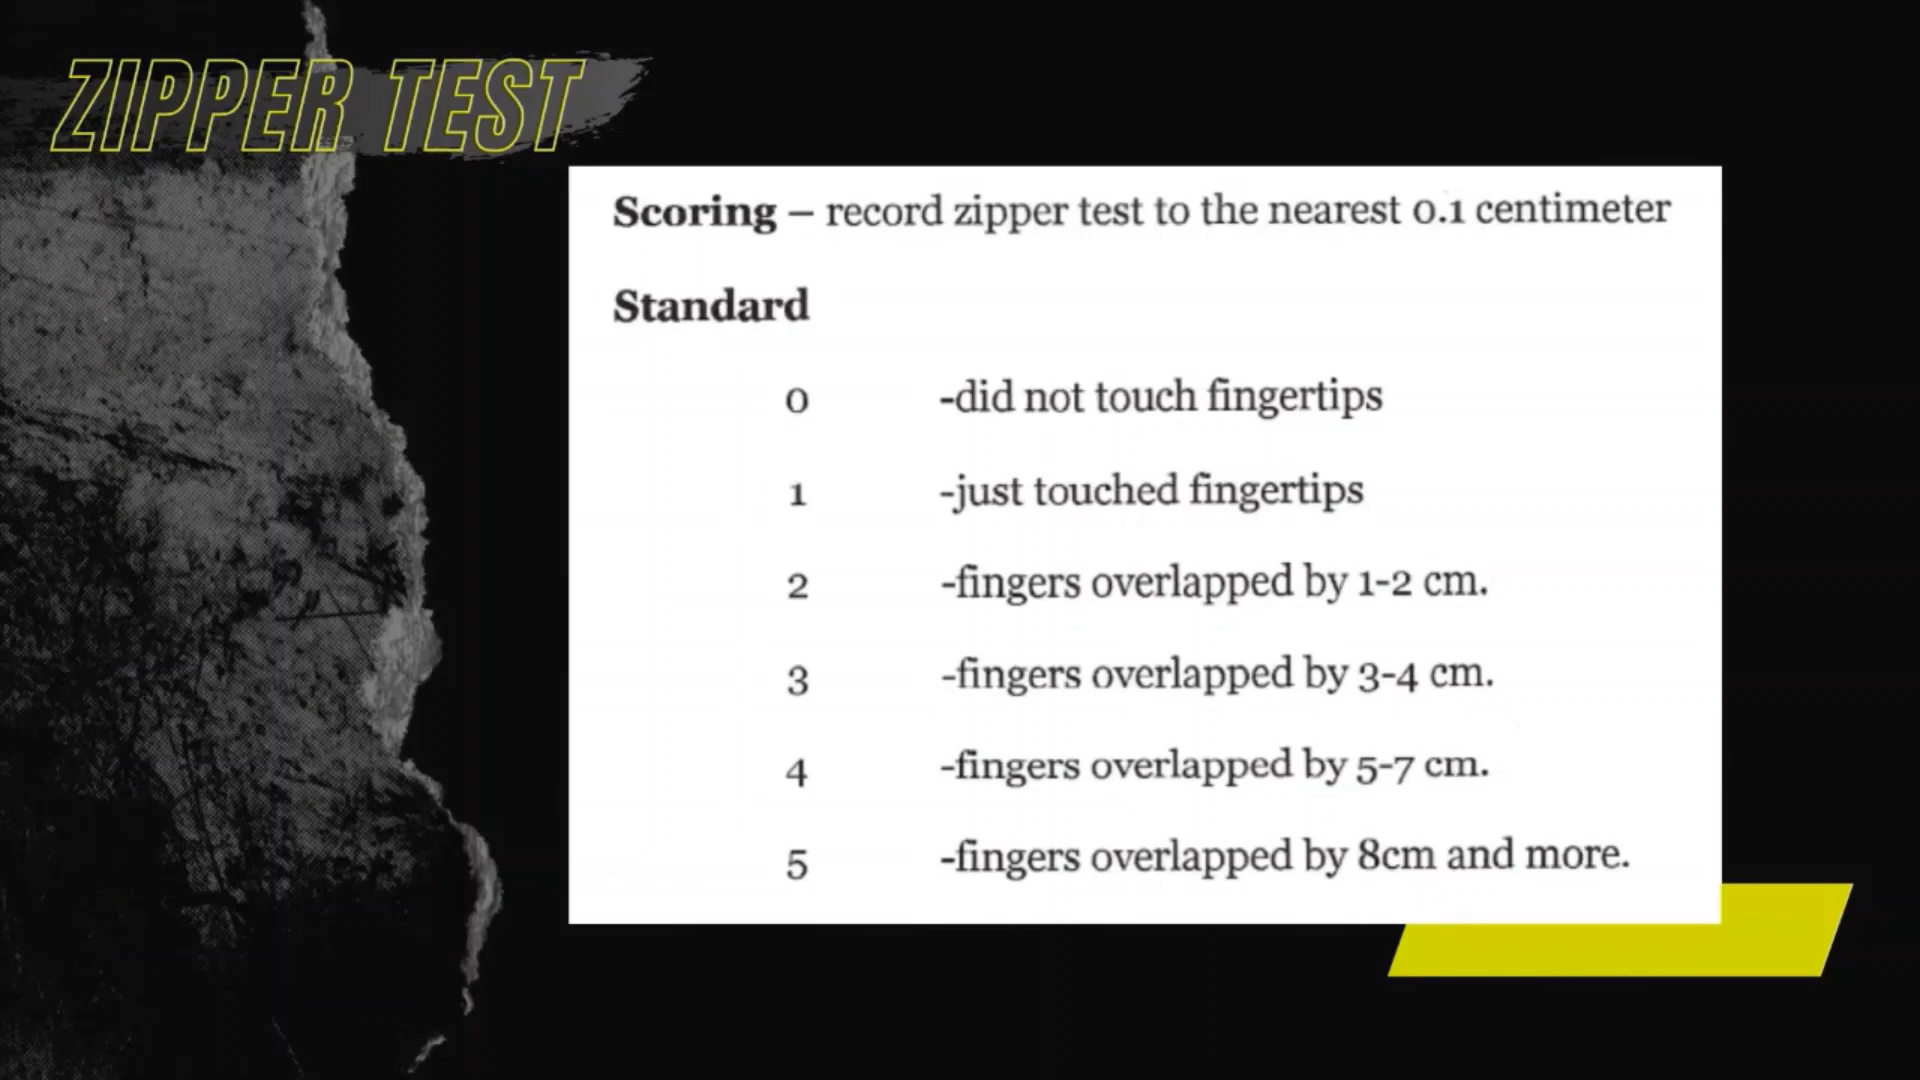 ZIPPER TEST
Scoring – record zipper test to the nearest 0.1 centimeter
Standard
0 -did not touch fingertips
1 -just touched fingertips
2 -fingers overlapped by 1-2 cm.
3 -fingers overlapped by 3-4 cm.
4 -fingers overlapped by 5-7 cm.
5 -fingers overlapped by 8cm and more.